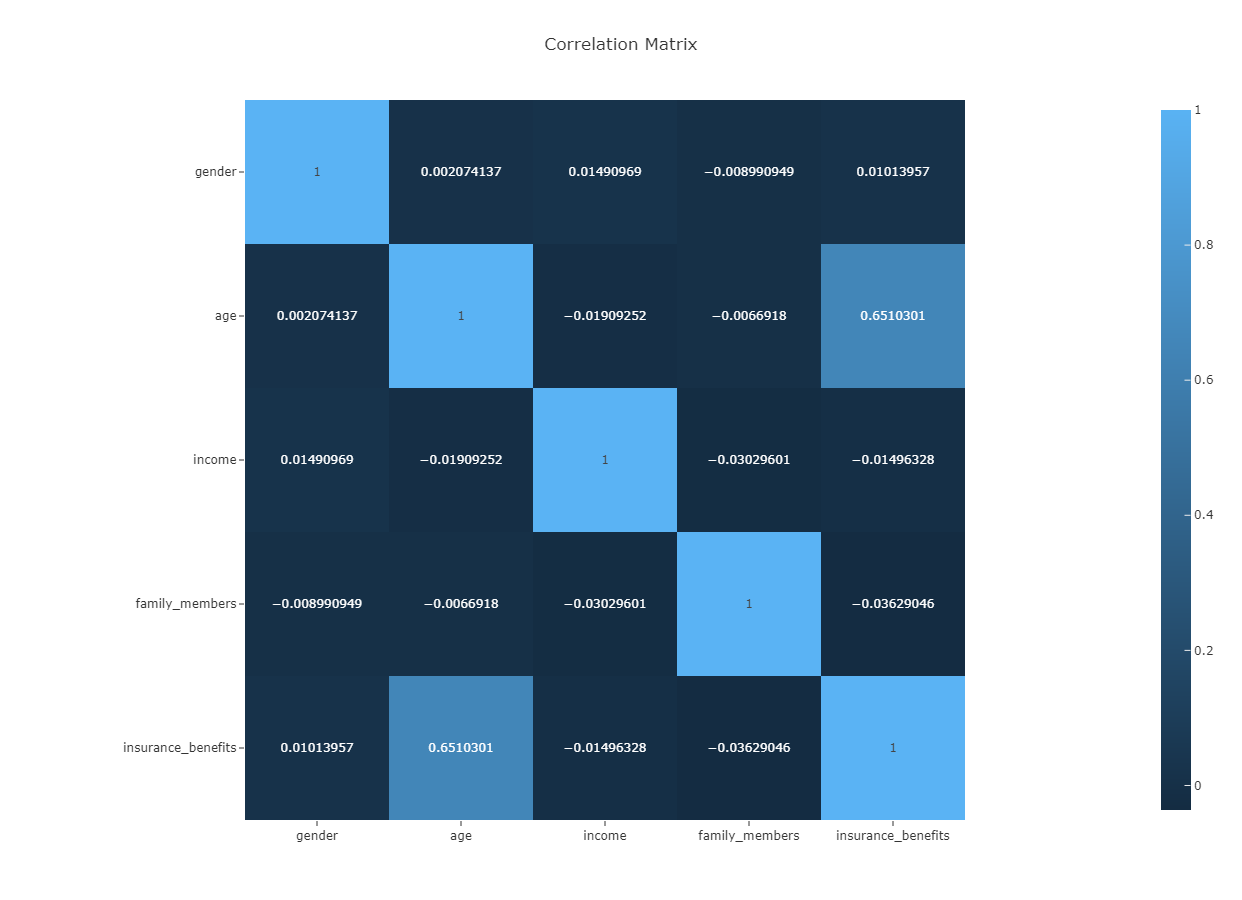 Correlation Matrix
gender 1 0.002074137 0.01490969 −0.008990949 0.01013957
age 0.002074137 1 −0.01909252 −0.0066918 0.6510301
income 0.01490969 −0.01909252 1 −0.03029601 −0.01496328
family_members −0.008990949 −0.0066918 −0.03029601 1 −0.03629046
insurance_benefits 0.01013957 0.6510301 −0.01496328 −0.03629046 1
gender age income family_members insurance_benefits
1
0.8
0.6
0.4
0.2
0